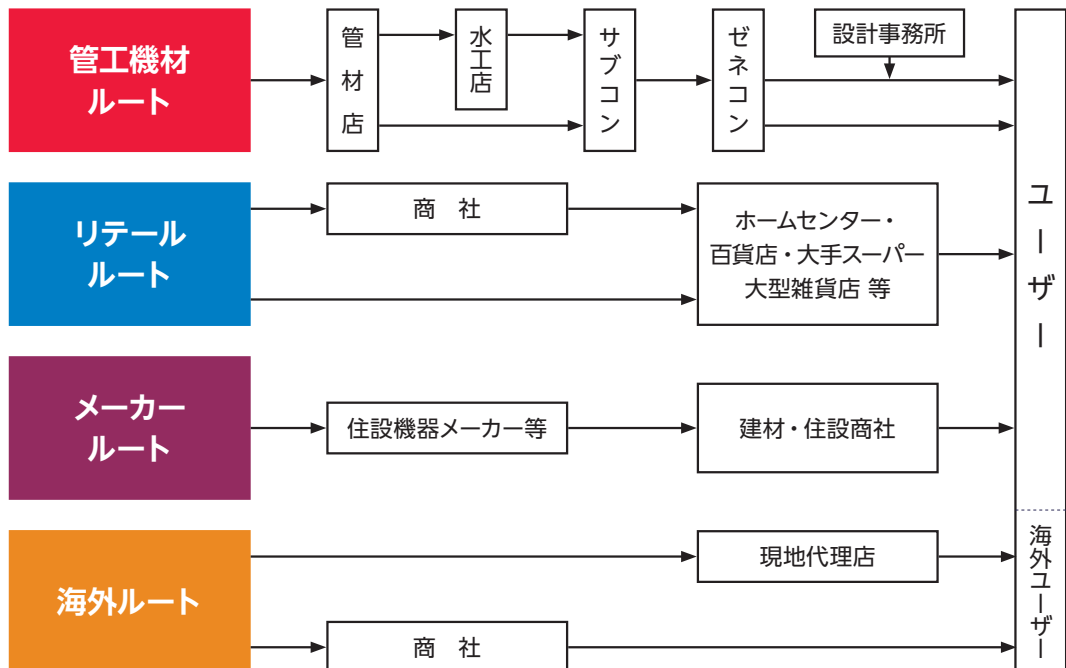 管工機材
ルート
管材店
水工店
サブコン
ゼネコン
設計事務所
ユーザー
リテール
ルート
商　社
ホームセンター・
百貨店・大手スーパー
大型雑貨店 等
メーカー
ルート
住設機器メーカー等
建材・住設商社
海外ルート
現地代理店
商　社
海外ユーザー